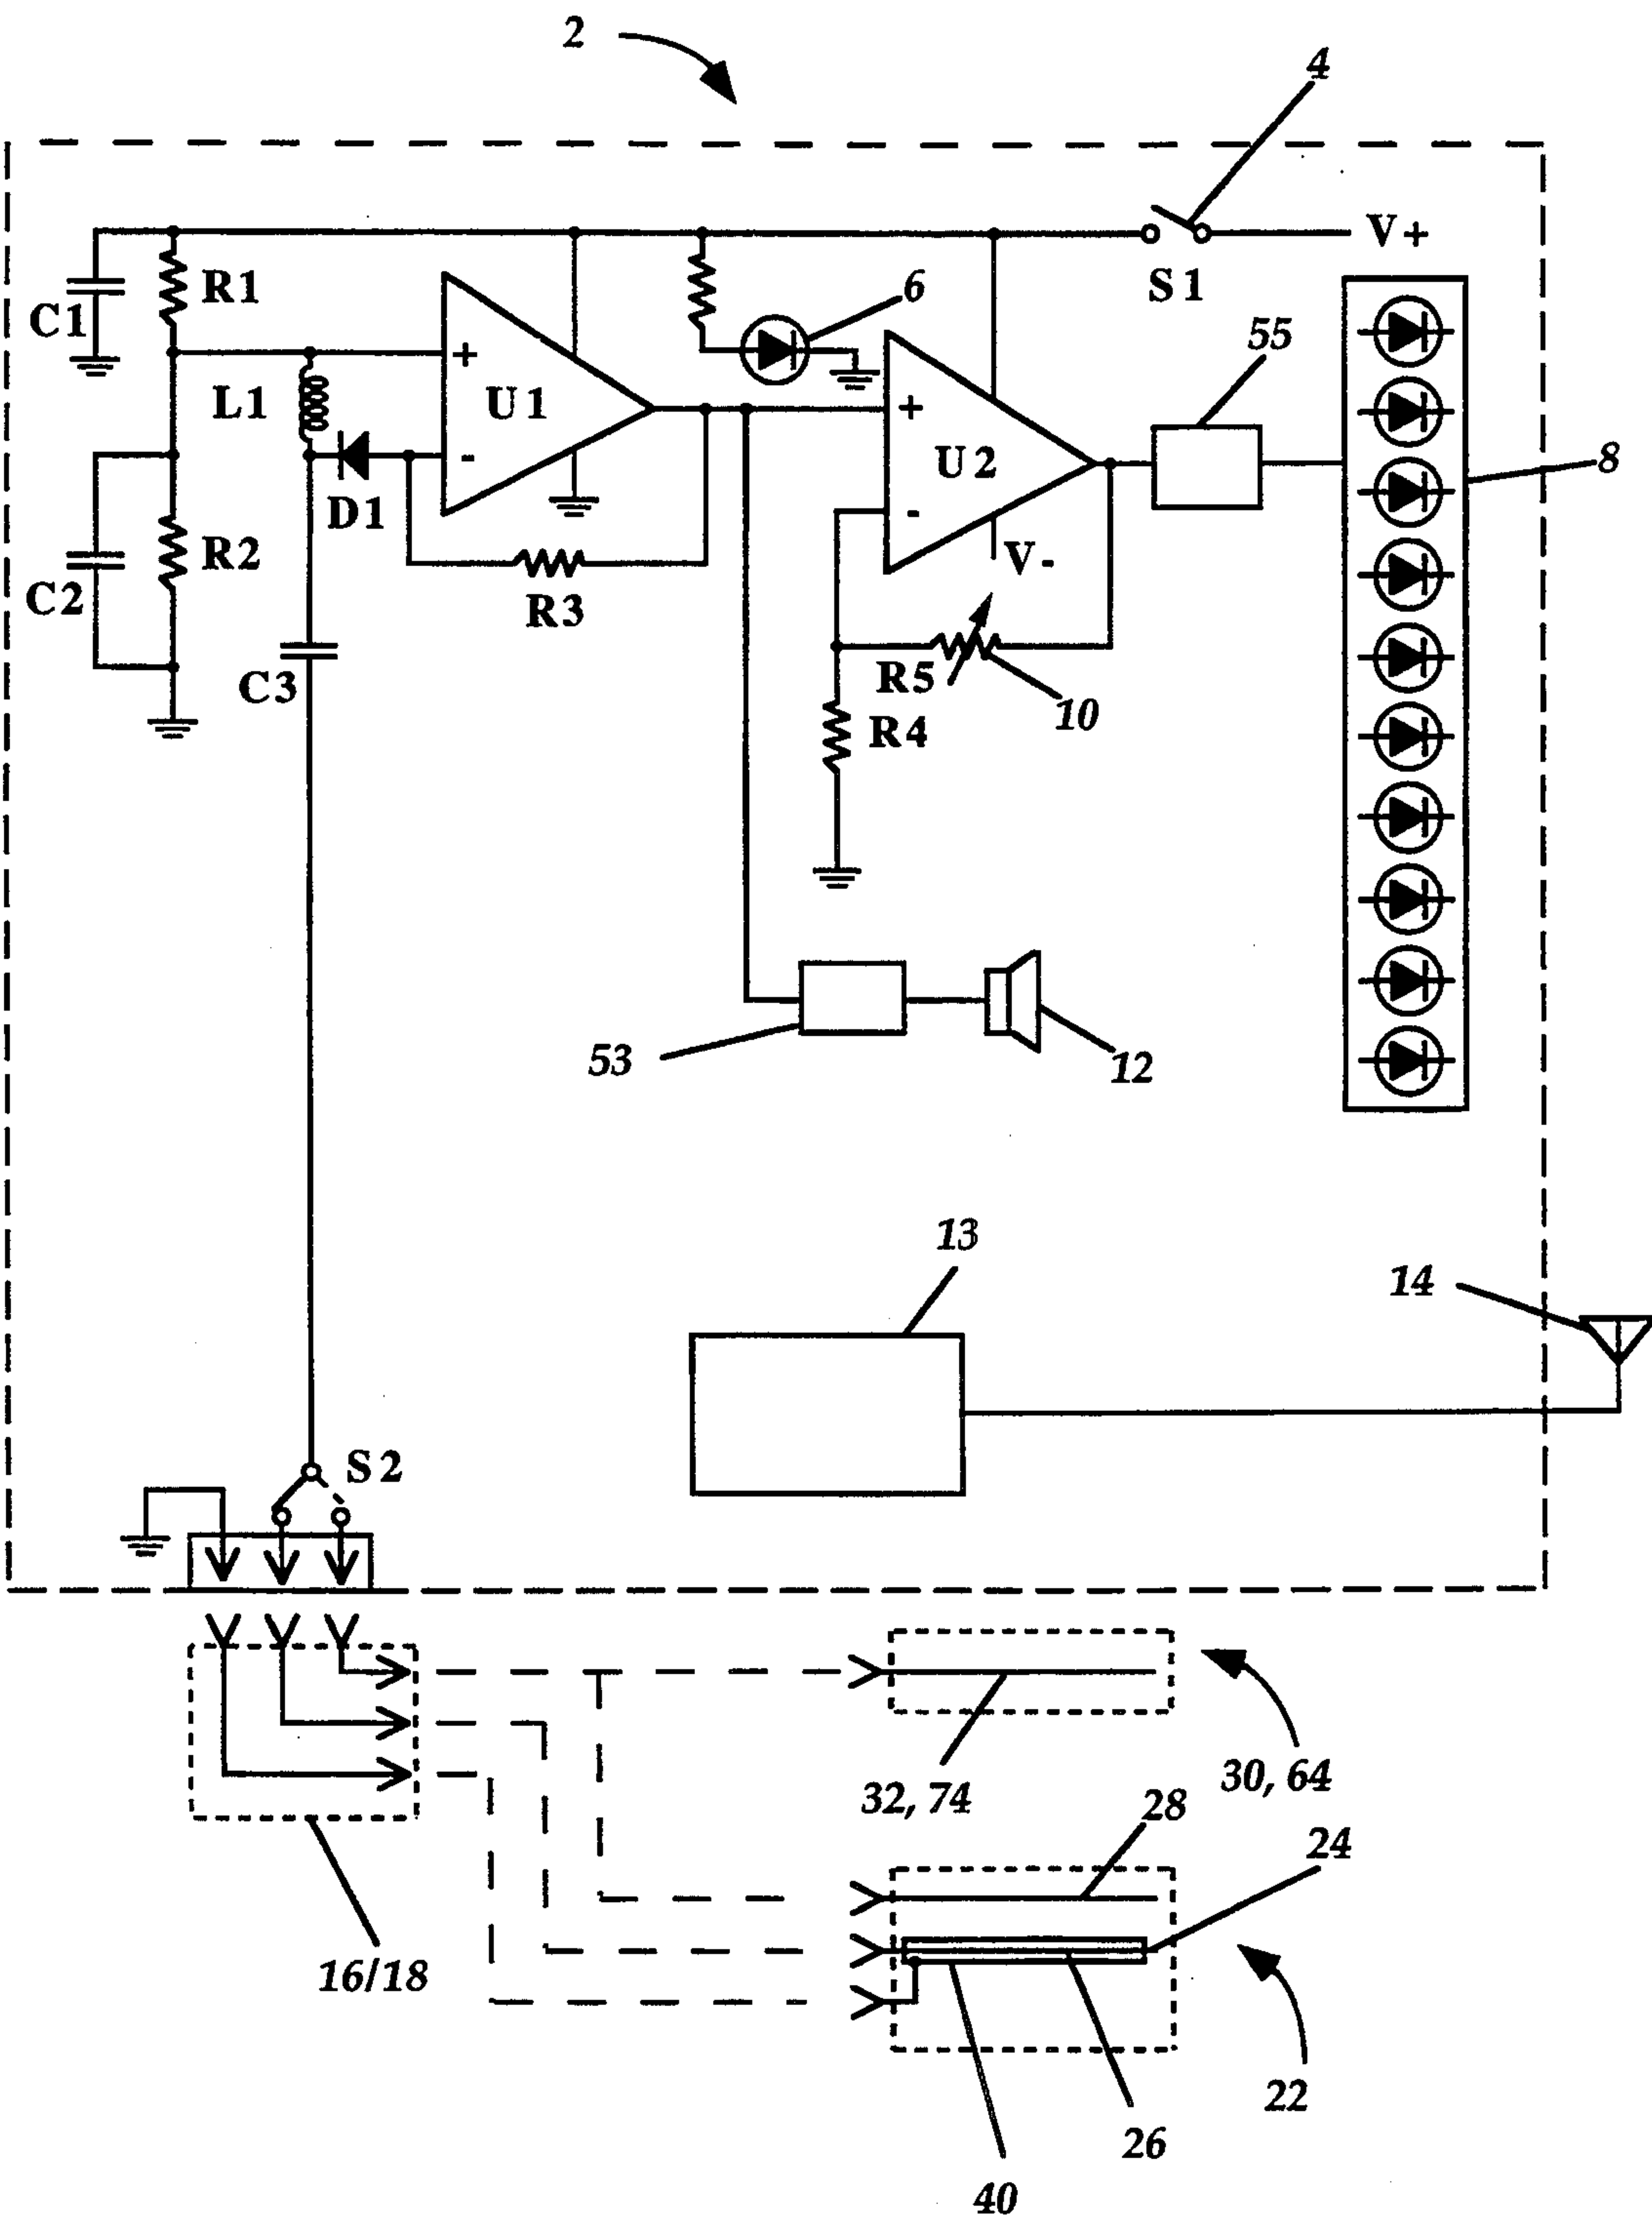 2
4
V+
S1
R1
C1
6
55
L1
U1
+
-
D1
8
U2
+
-
V-
R2
C2
R3
C3
R5
10
R4
53
12
13
14
S2
32, 74
30, 64
28
24
16/18
22
26
40